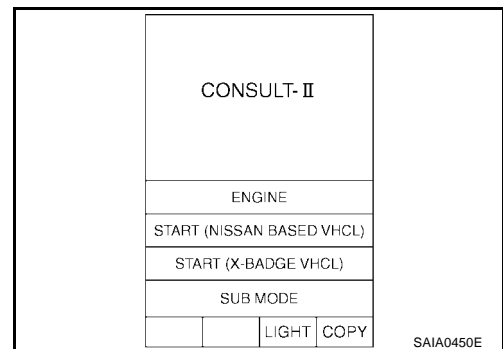 CONSULT-II
ENGINE
START (NISSAN BASED VHCL)
START (X-BADGE VHCL)
SUB MODE
LIGHT COPY
SAIA0450E